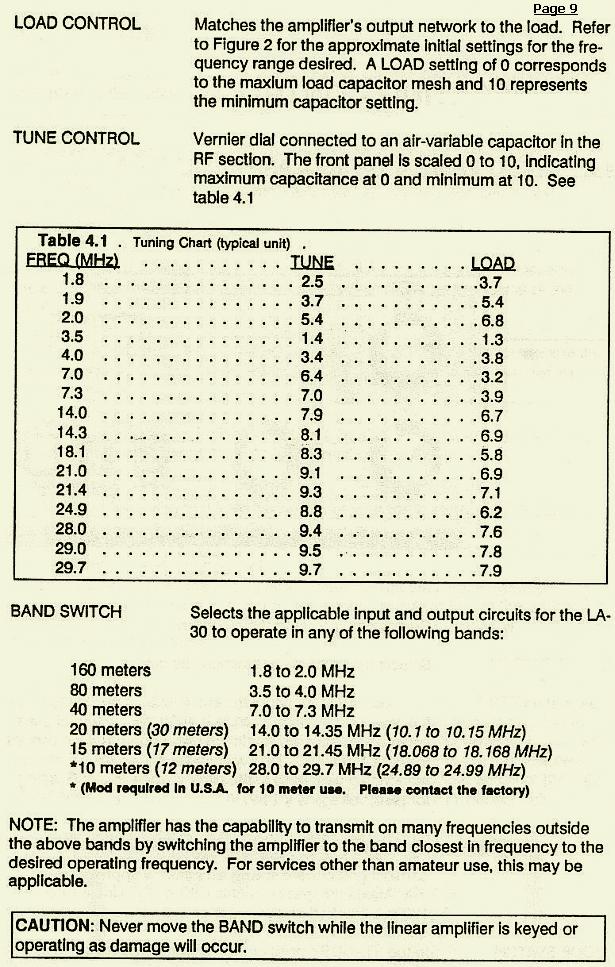 Page 9
LOAD CONTROL Matches the amplifier's output network to the load. Refer
to Figure 2 for the approximate initial settings for the fre-
quency range desired. A LOAD setting of 0 corresponds
to the maxium load capacitor mesh and 10 represents
the minimum capacitor setting.
TUNE CONTROL Vernier dial connected to an air-variable capacitor in the
RF section. The front panel is scaled 0 to 10, indicating
maximum capacitance at 0 and minimum at 10. See
table 4.1
Table 4.1 . Tuning Chart (typical unit) .
FREQ (MHz) . . . . . . . . . . . TUNE . . . . . . . . . LOAD
1.8 . . . . . . . . . . . . . . . 2.5 . . . . . . . . . . . 3.7
1.9 . . . . . . . . . . . . . . . 3.7 . . . . . . . . . . . 5.4
2.0 . . . . . . . . . . . . . . . 5.4 . . . . . . . . . . . 6.8
3.5 . . . . . . . . . . . . . . . 1.4 . . . . . . . . . . . 1.3
4.0 . . . . . . . . . . . . . . . 3.4 . . . . . . . . . . . 3.8
7.0 . . . . . . . . . . . . . . . 6.4 . . . . . . . . . . . 3.2
7.3 . . . . . . . . . . . . . . . 7.0 . . . . . . . . . . . 3.9
14.0 . . . . . . . . . . . . . . . 7.9 . . . . . . . . . . . 6.7
14.3 . . . . . . . . . . . . . . . 8.1 . . . . . . . . . . . 6.9
18.1 . . . . . . . . . . . . . . . 8.3 . . . . . . . . . . . 5.8
21.0 . . . . . . . . . . . . . . . 9.1 . . . . . . . . . . . 6.9
21.4 . . . . . . . . . . . . . . . 9.3 . . . . . . . . . . . 7.1
24.9 . . . . . . . . . . . . . . . 8.8 . . . . . . . . . . . 6.2
28.0 . . . . . . . . . . . . . . . 9.4 . . . . . . . . . . . 7.6
29.0 . . . . . . . . . . . . . . . 9.5 . . . . . . . . . . . 7.8
29.7 . . . . . . . . . . . . . . . 9.7 . . . . . . . . . . . 7.9
BAND SWITCH Selects the applicable input and output circuits for the LA-
30 to operate in any of the following bands:
160 meters 1.8 to 2.0 MHz
80 meters 3.5 to 4.0 MHz
40 meters 7.0 to 7.3 MHz
20 meters (30 meters) 14.0 to 14.35 MHz (10.1 to 10.15 MHz)
15 meters (17 meters) 21.0 to 21.45 MHz (18.068 to 18.168 MHz)
*10 meters (12 meters) 28.0 to 29.7 MHz (24.89 to 24.99 MHz)
* (Mod required in U.S.A. for 10 meter use. Please contact the factory)
NOTE: The amplifier has the capability to transmit on many frequencies outside
the above bands by switching the amplifier to the band closest in frequency to the
desired operating frequency. For services other than amateur use, this may be
applicable.
CAUTION: Never move the BAND switch while the linear amplifier is keyed or
operating as damage will occur.